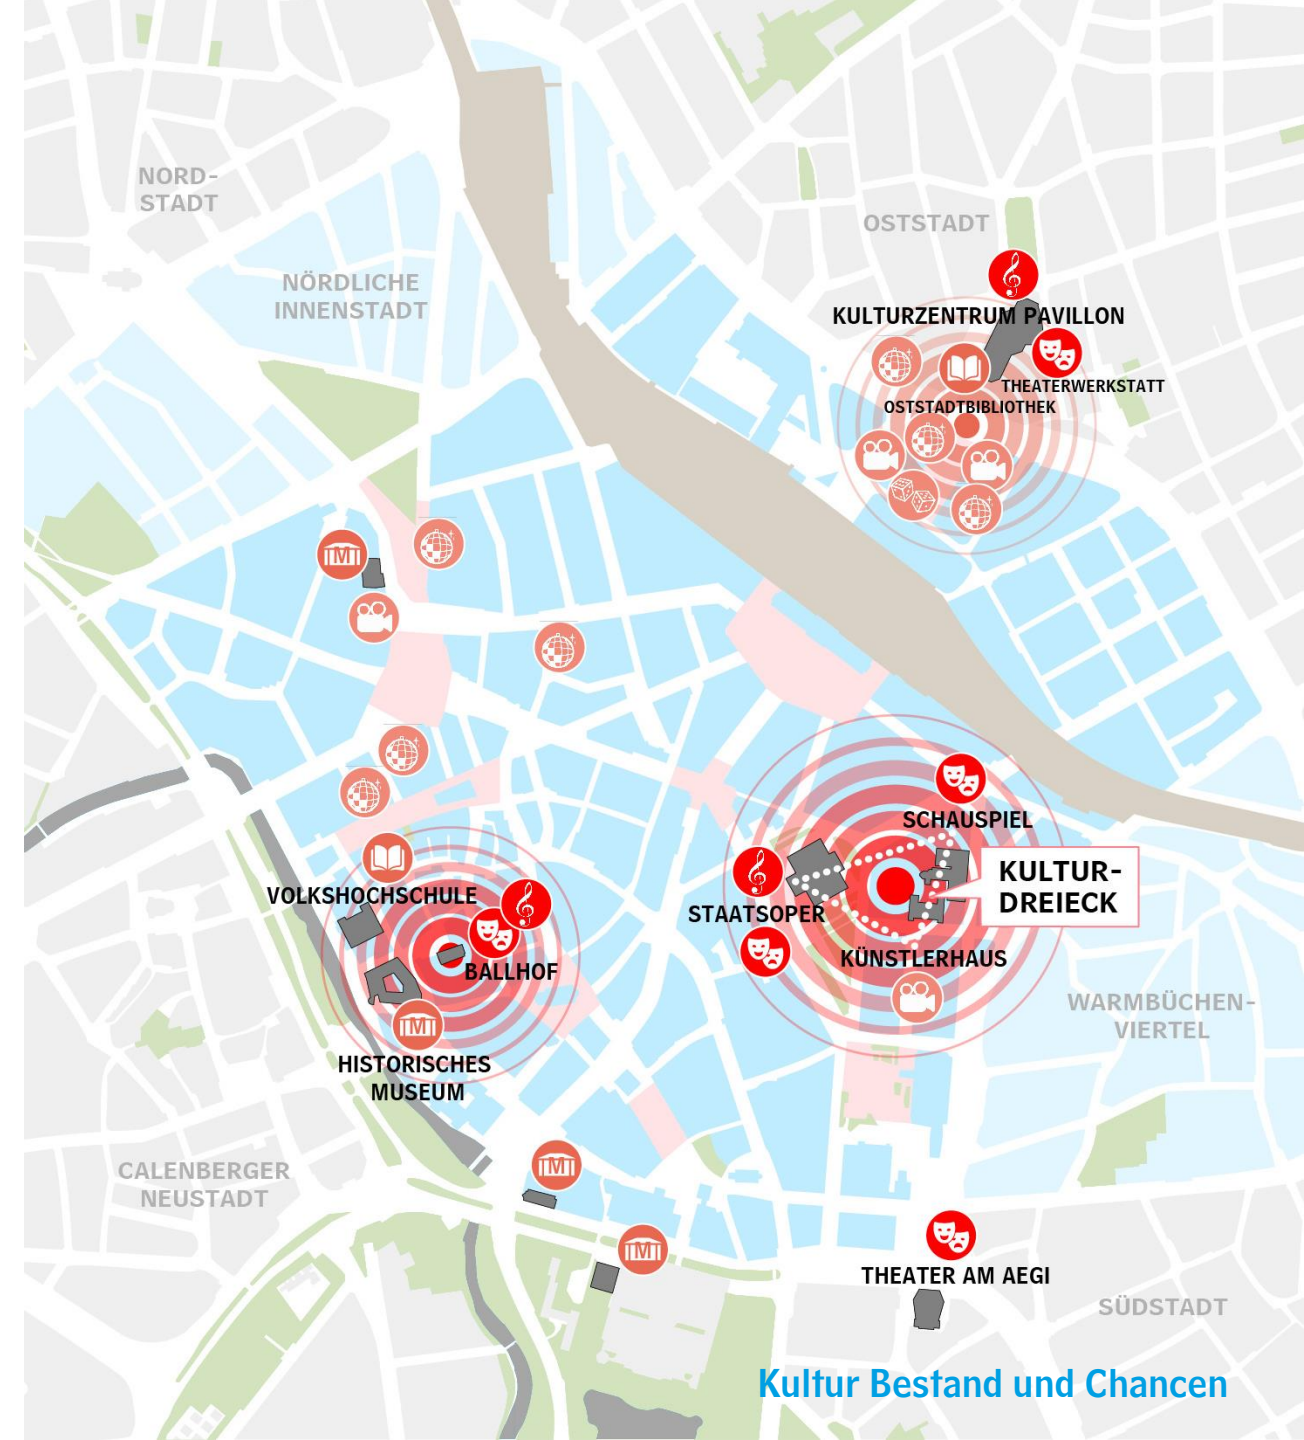 NORD-
STADT
OSTSTADT
NÖRDLICHE
INNENSTADT
KULTURZENTRUM PAVILLON
THEATERWERKSTATT
OSTSTADTBIBLIOTHEK
M
SCHAUSPIEL
KULTUR-
DREIECK
VOLKSHOCHSCHULE
STAATSOPER
KÜNSTLERHAUS
BALLHOF
WARMBÜCHEN-
VIERTEL
M
HISTORISCHES
MUSEUM
CALENBERGER
NEUSTADT
M
M
THEATER AM AEGI
SÜDSTADT
Kultur Bestand und Chancen